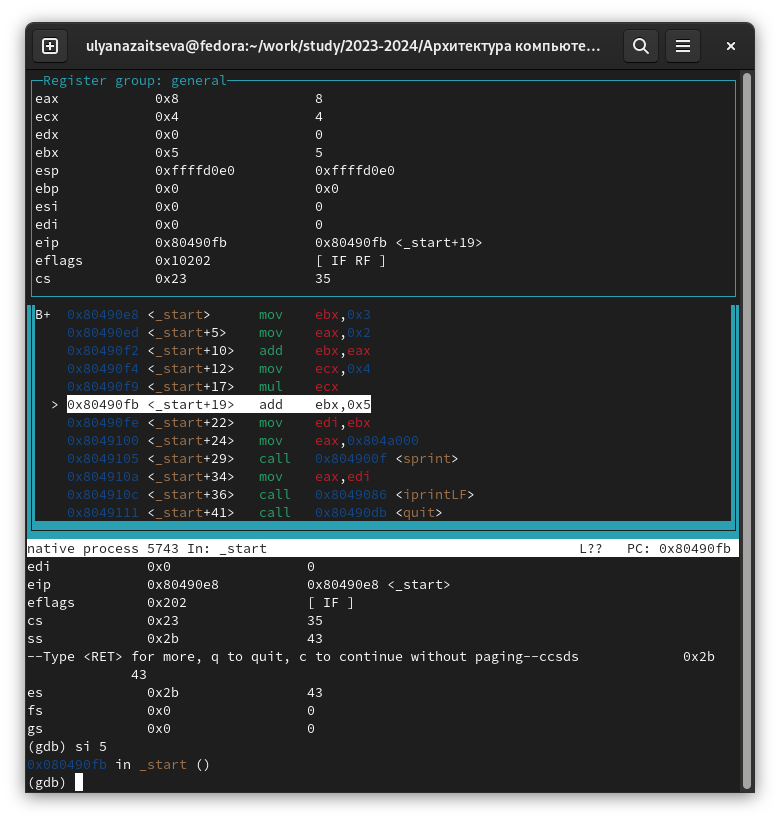 ulyanazaitseva@fedora:~/work/study/2023-2024/Архитектура компьюте…
Register group: general
eax 0x8 8
ecx 0x4 4
edx 0x0 0
ebx 0x5 5
esp 0xffffd0e0 0xffffd0e0
ebp 0x0 0x0
esi 0x0 0
edi 0x0 0
eip 0x80490fb 0x80490fb <_start+19>
eflags 0x10202 [ IF RF ]
cs 0x23 35
B+ 0x80490e8 <_start> mov ebx,0x3
0x80490ed <_start+5> mov eax,0x2
0x80490f2 <_start+10> add ebx,eax
0x80490f4 <_start+12> mov ecx,0x4
0x80490f9 <_start+17> mul ecx
> 0x80490fb <_start+19> add ebx,0x5
0x80490fe <_start+22> mov edi,ebx
0x8049100 <_start+24> mov eax,0x804a000
0x8049105 <_start+29> call 0x804900f <sprint>
0x804910a <_start+34> mov eax,edi
0x804910c <_start+36> call 0x8049086 <iprintLF>
0x8049111 <_start+41> call 0x80490db <quit>
native process 5743 In: _start L?? PC: 0x80490fb
edi 0x0 0
eip 0x80490e8 0x80490e8 <_start>
eflags 0x202 [ IF ]
cs 0x23 35
ss 0x2b 43
--Type <RET> for more, q to quit, c to continue without paging--ccsds 0x2b
43
es 0x2b 43
fs 0x0 0
gs 0x0 0
(gdb) si 5
0x080490fb in _start ()
(gdb)